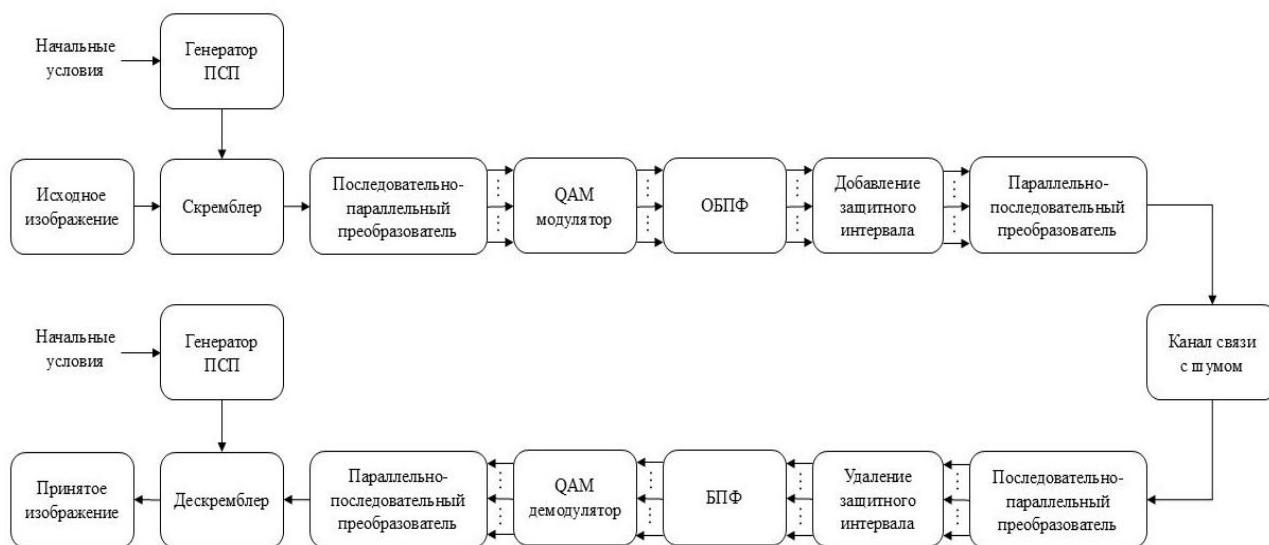 Начальные
условия
Генератор
ПСП
Исходное
изображение
Скремблер
Последовательно-
параллельный
преобразователь
QAM
модулятор
ОБПФ
Добавление
защитного
интервала
Параллельно-
последовательный
преобразователь
Канал связи
с шумом
Начальные
условия
Генератор
ПСП
Принятое
изображение
Дескремблер
Параллельно-
последовательный
преобразователь
QAM
демодулятор
БПФ
Удаление
защитного
интервала
Последовательно-
параллельный
преобразователь